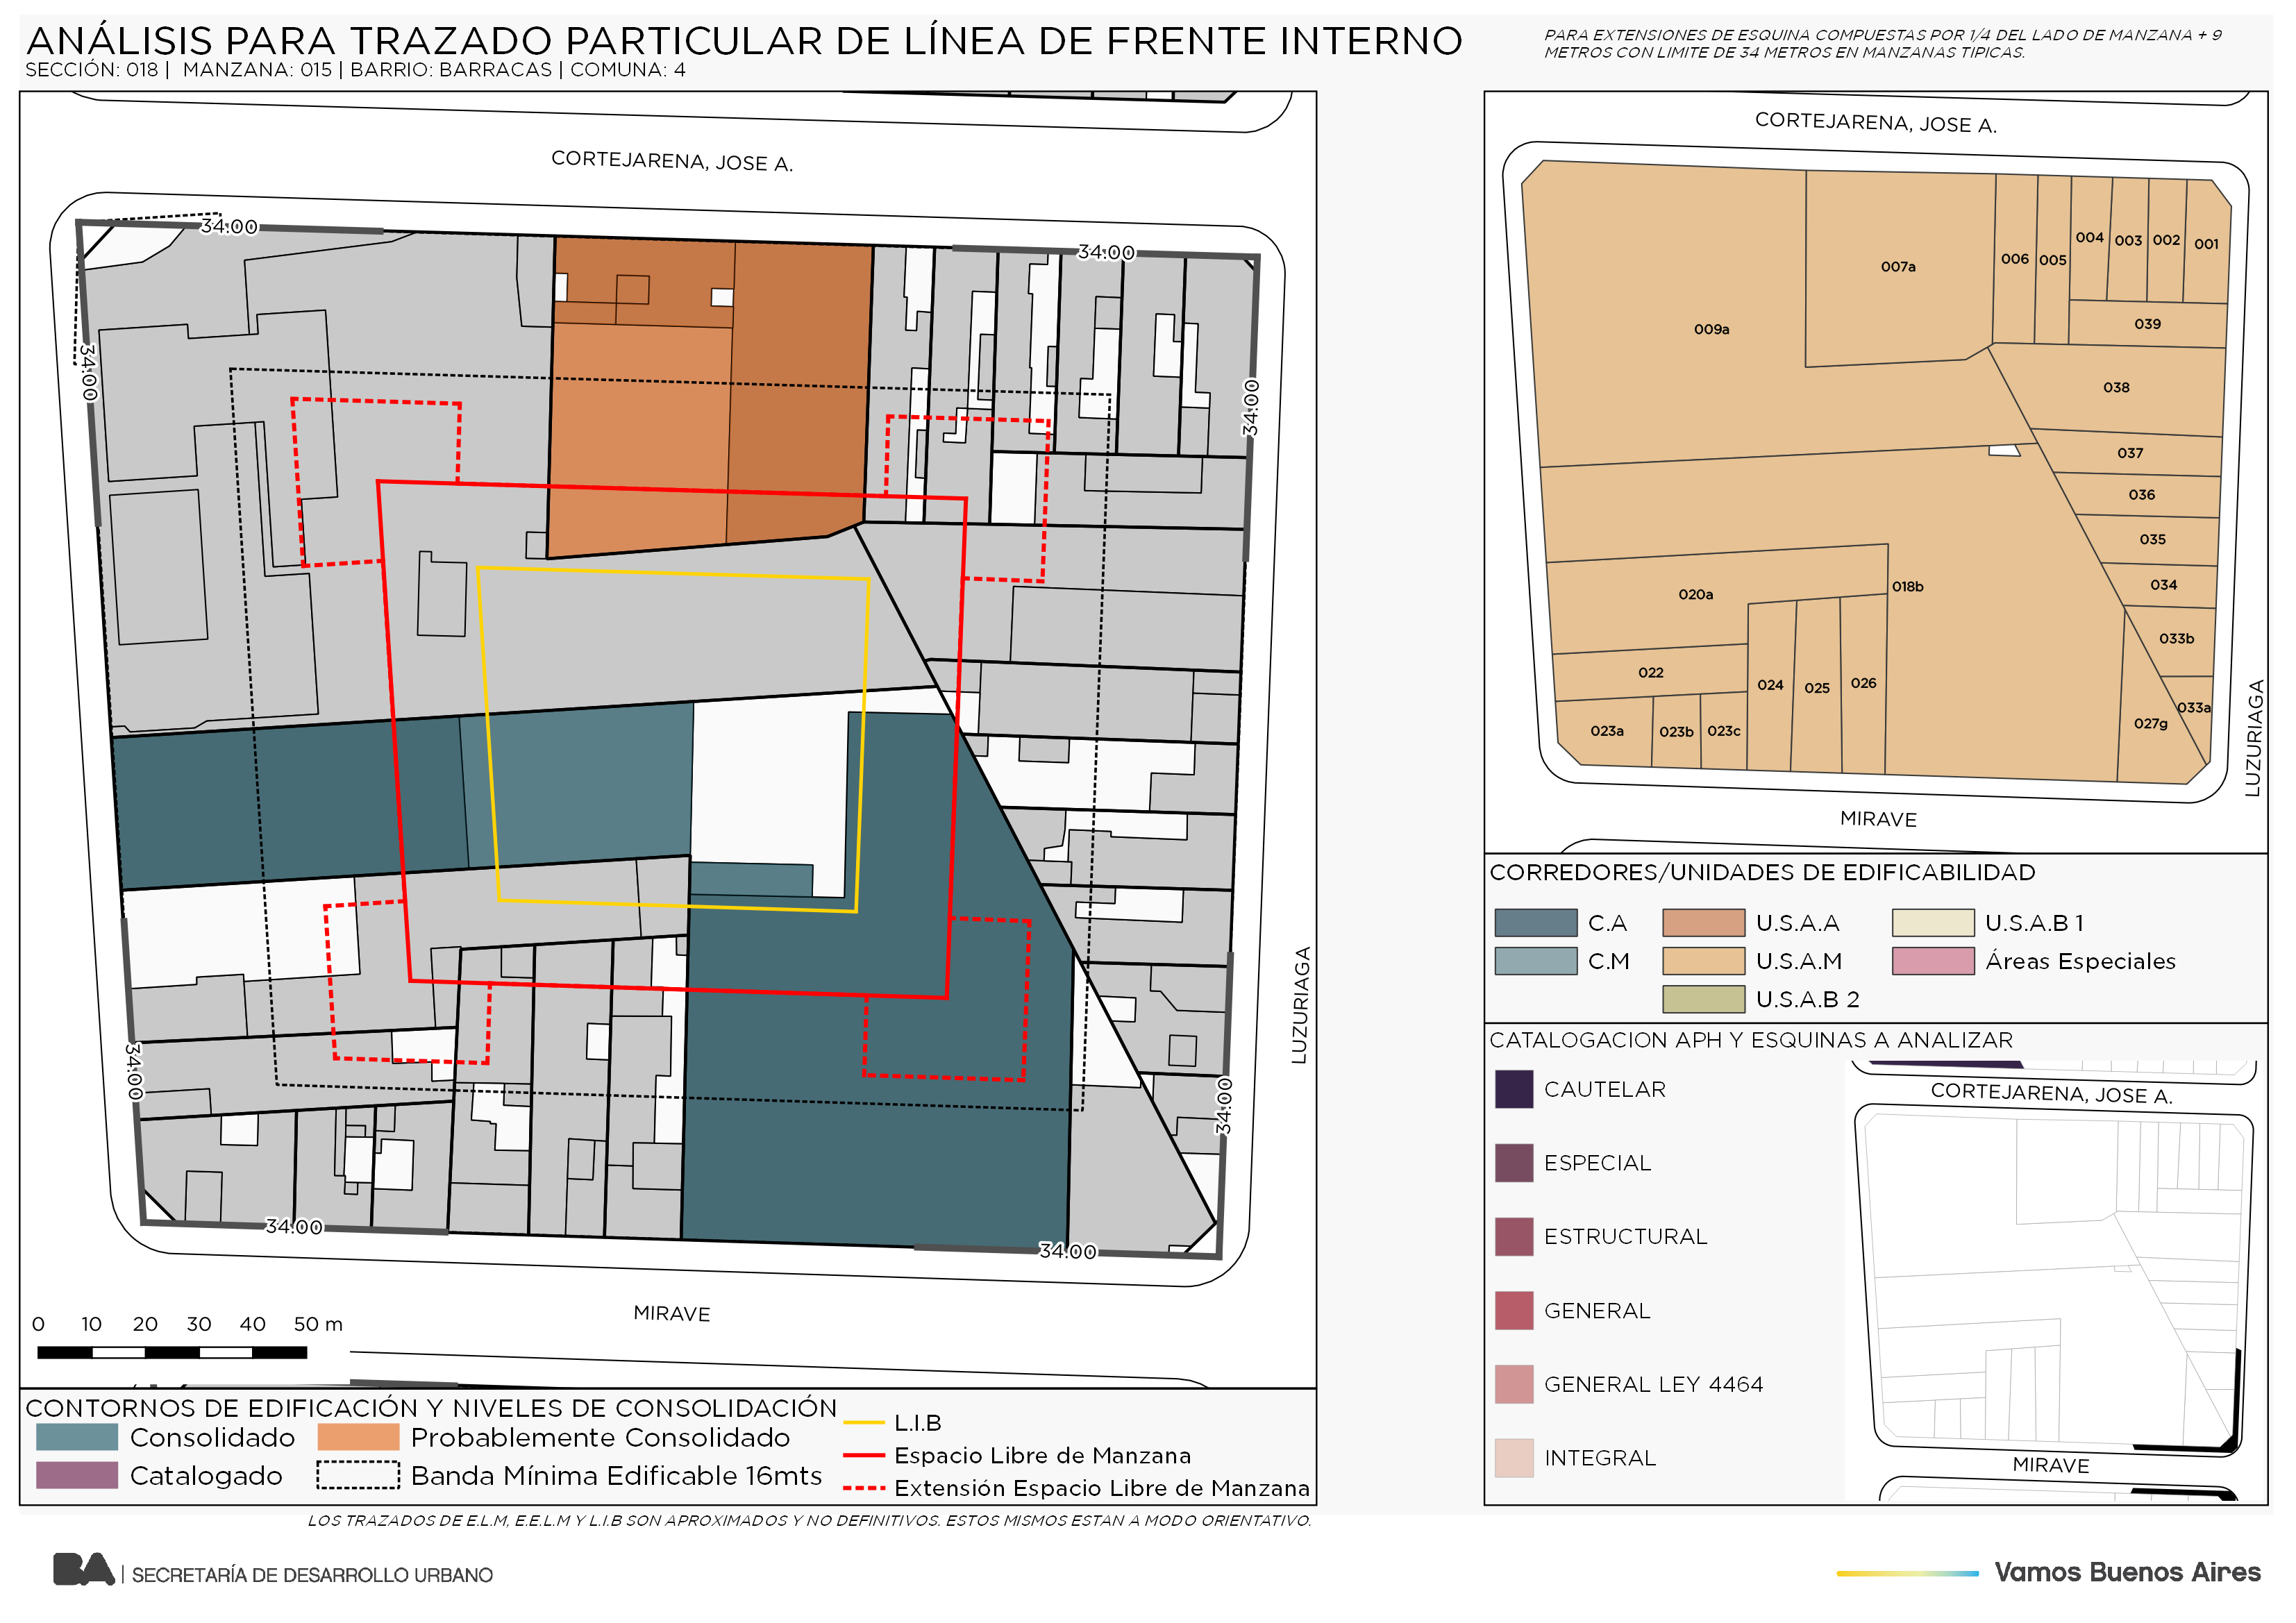 ANÁLISIS PARA TRAZADO PARTICULAR DE LÍNEA DE FRENTE INTERNO
SECCIÓN: 018 | MANZANA: 015 | BARRIO: BARRACAS | COMUNA: 4
PARA EXTENSIONES DE ESQUINA COMPUESTAS POR 1/4 DEL LADO DE MANZANA + 9
METROS CON LIMITE DE 34 METROS EN MANZANAS TIPICAS.
CORTEJARENA, JOSE A.
34.00
34.00
34.00
34.00
34.00
34.00
34.00
34.00
LUZURIAGA
MIRAVE
0 10 20 30 40 50 m
CONTORNOS DE EDIFICACIÓN Y NIVELES DE CONSOLIDACIÓN
Consolidado
Probablemente Consolidado
Catalogado
Banda Mínima Edificable 16mts
L.I.B
Espacio Libre de Manzana
Extensión Espacio Libre de Manzana
LOS TRAZADOS DE E.L.M, E.E.L.M Y L.I.B SON APROXIMADOS Y NO DEFINITIVOS. ESTOS MISMOS ESTAN A MODO ORIENTATIVO.
CORTEJARENA, JOSE A.
009a
007a
006
005
004
003
002
001
039
038
037
036
035
034
033b
033a
027g
018b
020a
022
023a
023b
023c
024
025
026
LUZURIAGA
MIRAVE
CORREDORES/UNIDADES DE EDIFICABILIDAD
C.A
U.S.A.A
U.S.A.B 1
C.M
U.S.A.M
Áreas Especiales
U.S.A.B 2
CATALOGACION APH Y ESQUINAS A ANALIZAR
CAUTELAR
ESPECIAL
ESTRUCTURAL
GENERAL
GENERAL LEY 4464
INTEGRAL
CORTEJARENA, JOSE A.
MIRAVE
BA | SECRETARÍA DE DESARROLLO URBANO
Vamos Buenos Aires